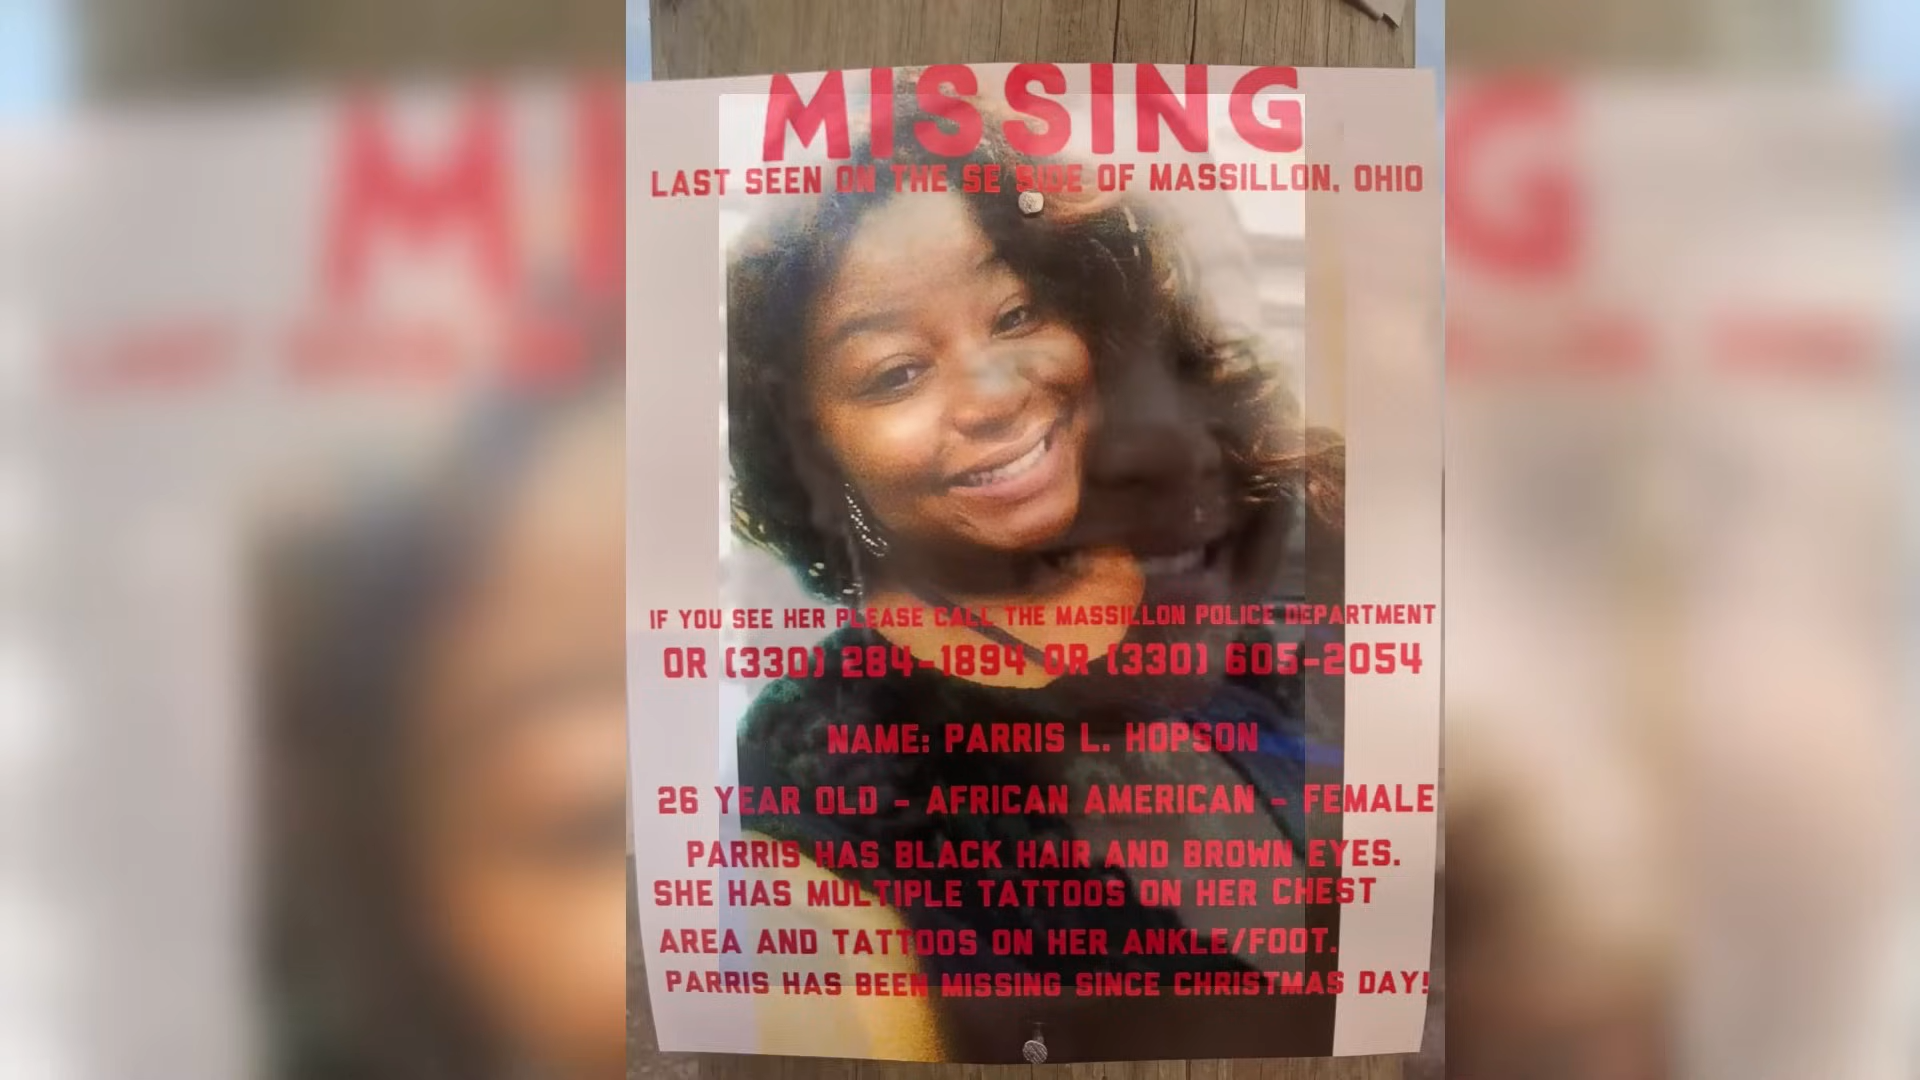 MISSING
LAST SEEN ON THE SE SIDE OF MASSILLON, OHIO
IF YOU SEE HER PLEASE CALL THE MASSILLON POLICE DEPARTMENT
OR (330) 284-1894 OR (330) 605-2054
NAME: PARRIS L. HOPSON
26 YEAR OLD - AFRICAN AMERICAN - FEMALE
PARRIS HAS BLACK HAIR AND BROWN EYES.
SHE HAS MULTIPLE TATTOOS ON HER CHEST
AREA AND TATTOOS ON HER ANKLE/FOOT.
PARRIS HAS BEEN MISSING SINCE CHRISTMAS DAY!